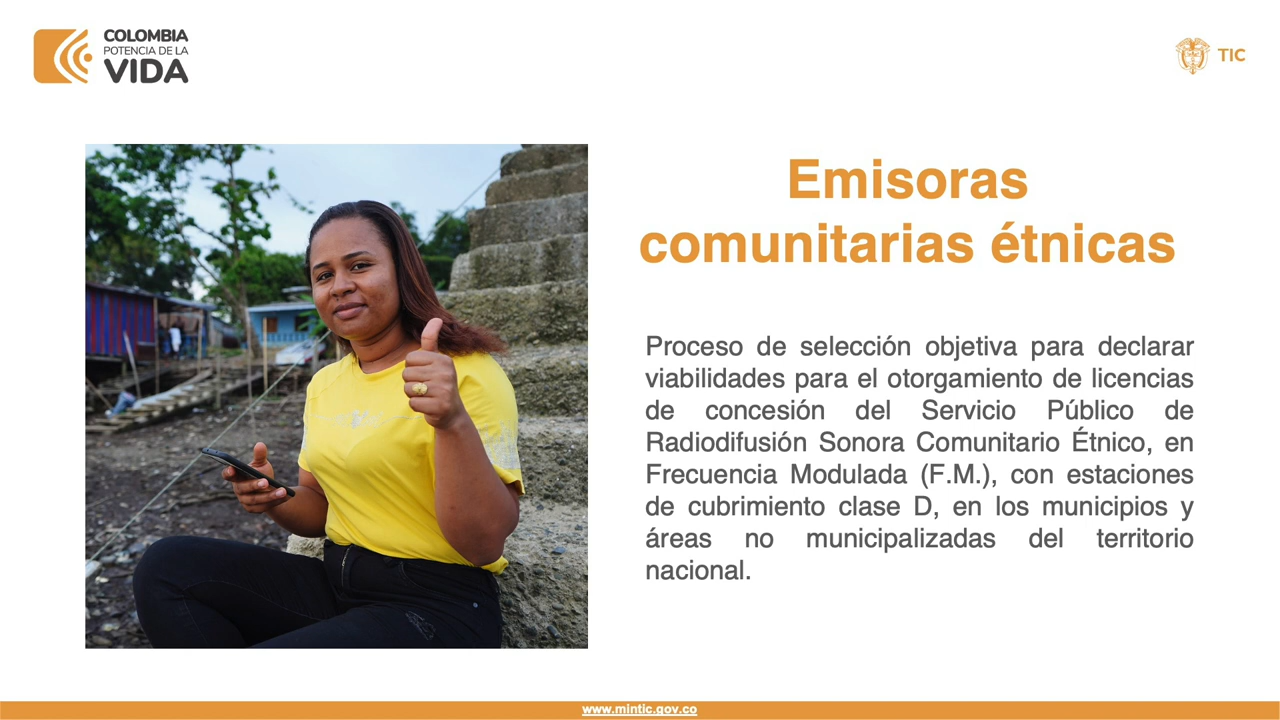 COLOMBIA
POTENCIA DE LA
VIDA
TIC
Emisoras
comunitarias étnicas
Proceso de selección objetiva para declarar
viabilidades para el otorgamiento de licencias
de concesión del Servicio Público de
Radiodifusión Sonora Comunitario Étnico, en
Frecuencia Modulada (F.M.), con estaciones
de cubrimiento clase D, en los municipios y
áreas no municipalizadas del territorio
nacional.
www.mintic.gov.co